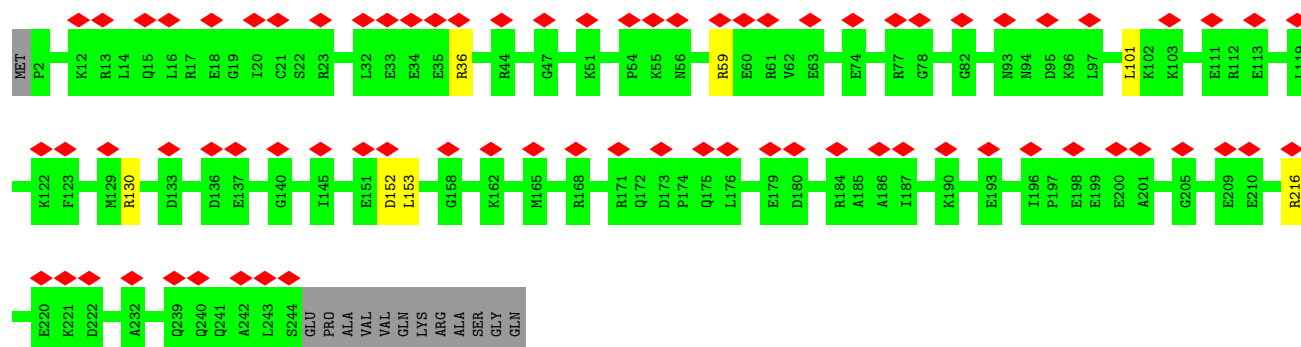 MET P2 K12 R13 L14 Q15 L16 R17 E18 G19 I20 C21 S22 R23 L32 E33 E34 E35 R36 R44 G47 K51 P54 K55 N56 R59 E60 R61 V62 E63 E74 R77 G78 G82 N93 N94 D95 K96 L97 L101 K102 K103 E111 R112 E113 L119
K122 F123 M129 R130 D133 D136 E137 G140 I145 E151 D152 L153 G158 K162 M165 R168 R171 Q172 D173 P174 Q175 L176 E179 D180 R184 A185 A186 I187 K190 E193 I196 P197 E198 E199 E200 A201 G205 E209 E210 R216
E220 K221 D222 A232 Q239 Q240 Q241 A242 L243 S244 GLU PRO ALA VAL VAL GLN LYS ARG ALA SER GLY GLN